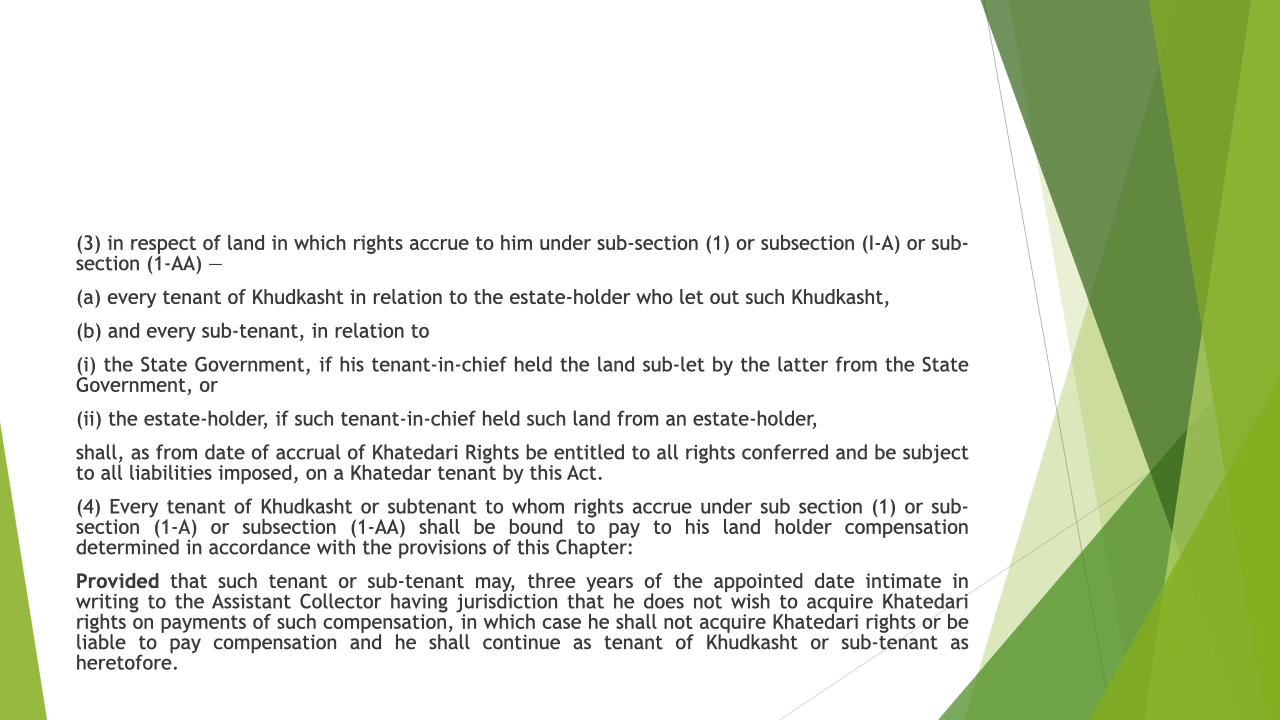 (3) in respect of land in which rights accrue to him under sub-section (1) or subsection (I-A) or sub-
section (1-AA) —
(a) every tenant of Khudkasht in relation to the estate-holder who let out such Khudkasht,
(b) and every sub-tenant, in relation to
(i) the State Government, if his tenant-in-chief held the land sub-let by the latter from the State
Government, or
(ii) the estate-holder, if such tenant-in-chief held such land from an estate-holder,
shall, as from date of accrual of Khatedari Rights be entitled to all rights conferred and be subject
to all liabilities imposed, on a Khatedar tenant by this Act.
(4) Every tenant of Khudkasht or subtenant to whom rights accrue under sub section (1) or sub-
section (1-A) or subsection (1-AA) shall be bound to pay to his land holder compensation
determined in accordance with the provisions of this Chapter:
Provided that such tenant or sub-tenant may, three years of the appointed date intimate in
writing to the Assistant Collector having jurisdiction that he does not wish to acquire Khatedari
rights on payments of such compensation, in which case he shall not acquire Khatedari rights or be
liable to pay compensation and he shall continue as tenant of Khudkasht or sub-tenant as
heretofore.